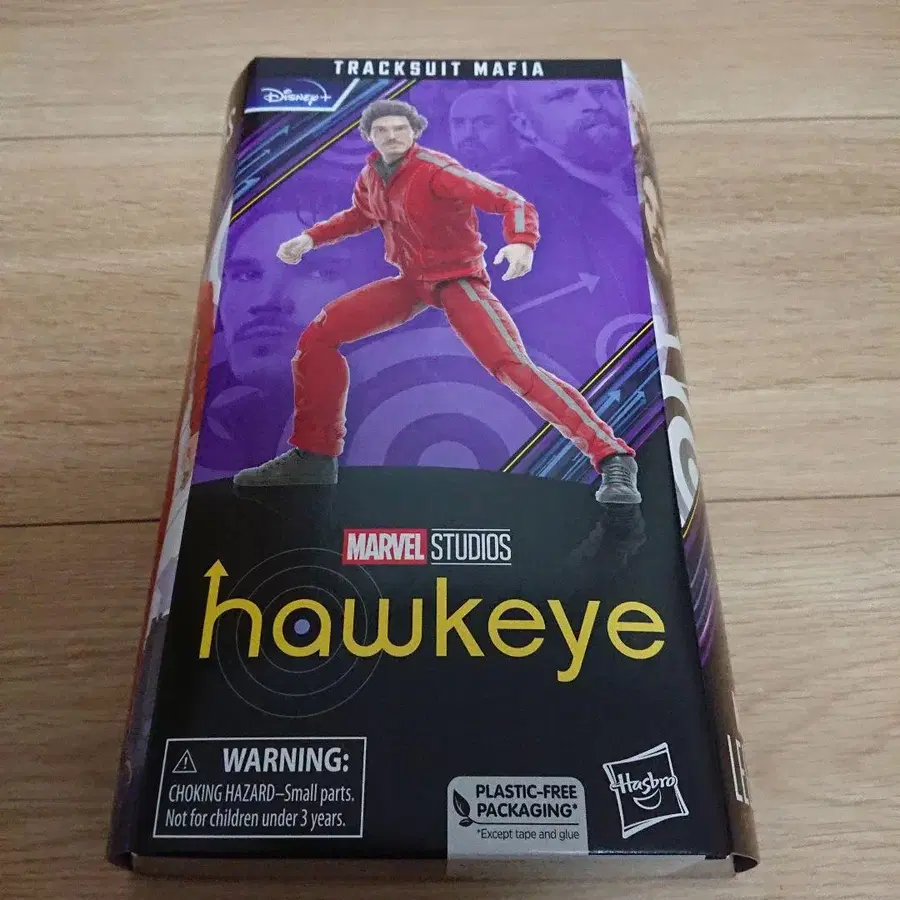 TRACKSUIT MAFIA
Disney+
MARVEL STUDIOS
hawkeye
WARNING:
CHOKING HAZARD–Small parts.
Not for children under 3 years.
PLASTIC-FREE
PACKAGING*
*Except tape and glue
Hasbro